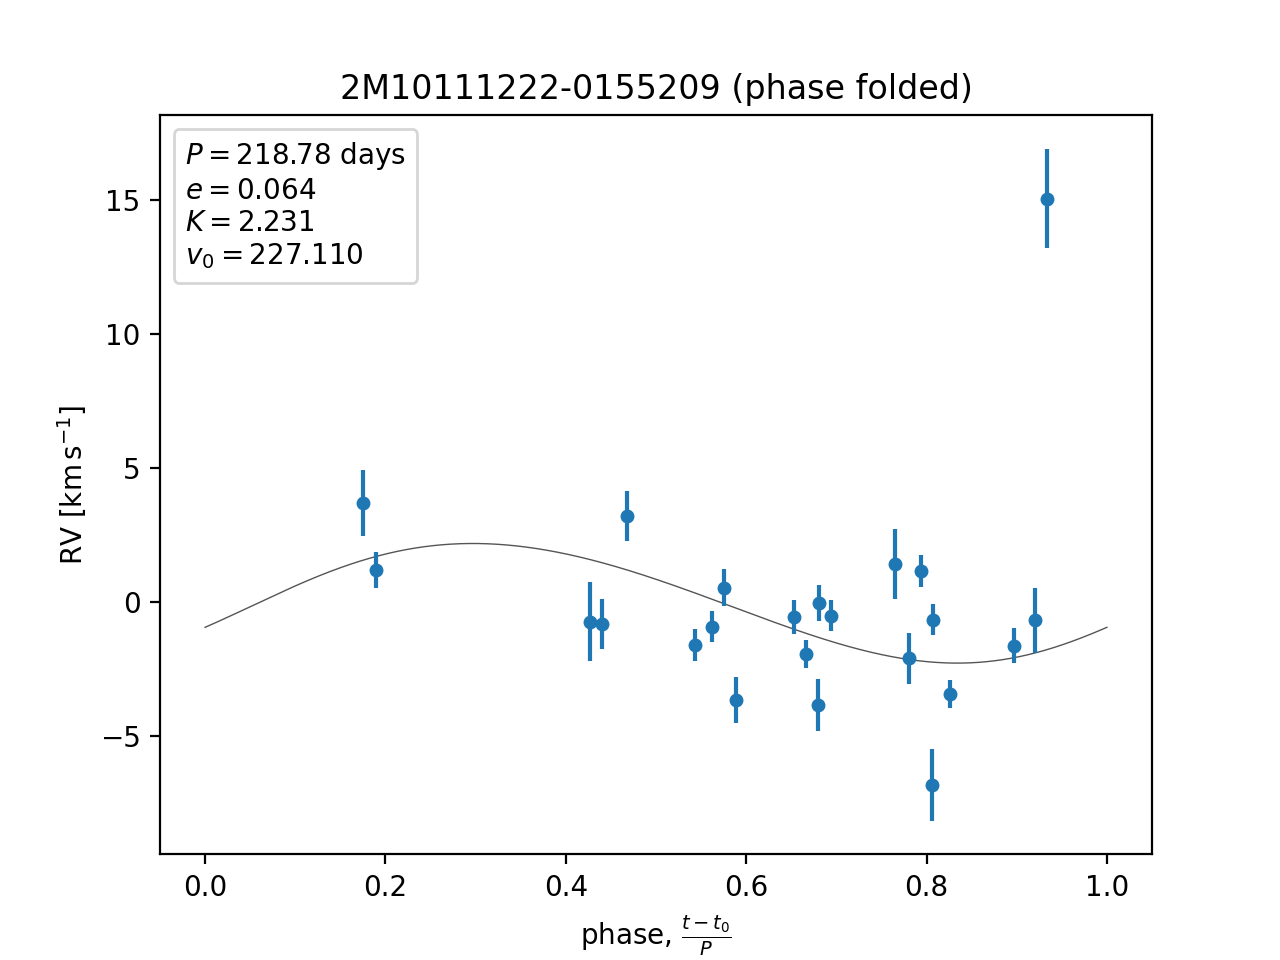 2M10111222-0155209 (phase folded)
P = 218.78 days
e = 0.064
K = 2.231
v₀ = 227.110
15
10
5
0
−5
RV [km s⁻¹]
0.0 0.2 0.4 0.6 0.8 1.0
phase, (t − t₀)/P